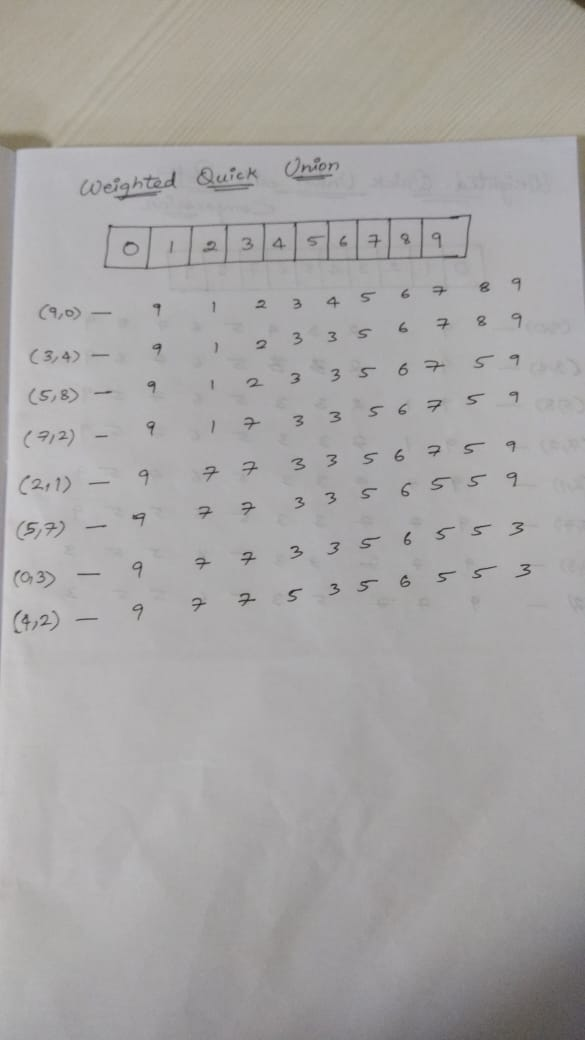 Weighted Quick Union
0 1 2 3 4 5 6 7 8 9
(9,0) — 9 1 2 3 4 5 6 7 8 9
(3,4) — 9 1 2 3 3 5 6 7 8 9
(5,8) — 9 1 2 3 3 5 6 7 5 9
(7,2) — 9 1 7 3 3 5 6 7 5 9
(2,1) — 9 7 7 3 3 5 6 7 5 9
(5,7) — 9 7 7 3 3 5 6 5 5 9
(0,3) — 9 7 7 3 3 5 6 5 5 3
(4,2) — 9 7 7 5 3 5 6 5 5 3